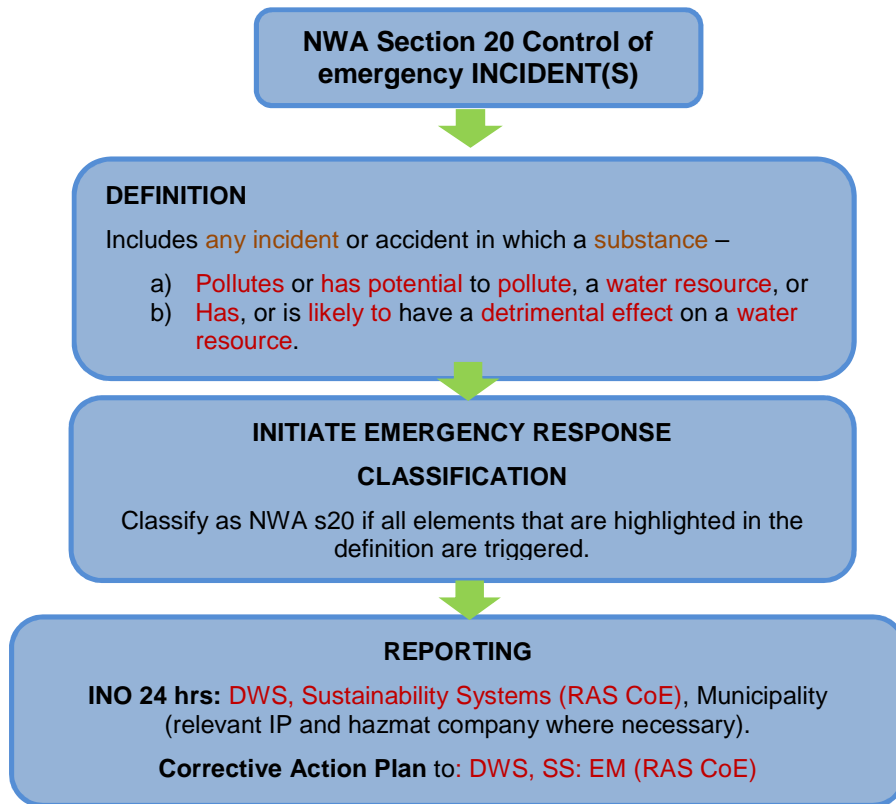 NWA Section 20 Control of
emergency INCIDENT(S)
DEFINITION
Includes any incident or accident in which a substance –
a) Pollutes or has potential to pollute, a water resource, or
b) Has, or is likely to have a detrimental effect on a water
resource.
INITIATE EMERGENCY RESPONSE
CLASSIFICATION
Classify as NWA s20 if all elements that are highlighted in the
definition are triggered.
REPORTING
INO 24 hrs: DWS, Sustainability Systems (RAS CoE), Municipality
(relevant IP and hazmat company where necessary).
Corrective Action Plan to: DWS, SS: EM (RAS CoE)